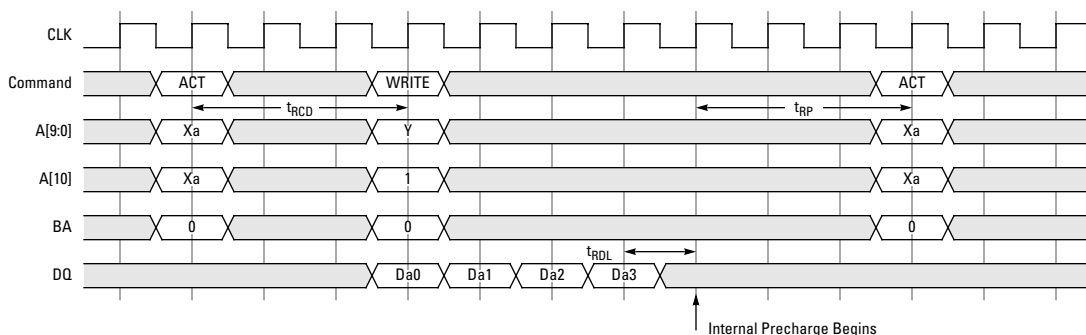 CLK
Command ACT WRITE ACT
tRCD tRP
A[9:0] Xa Y Xa
A[10] Xa 1 Xa
BA 0 0 0
tRDL
DQ Da0 Da1 Da2 Da3
Internal Precharge Begins